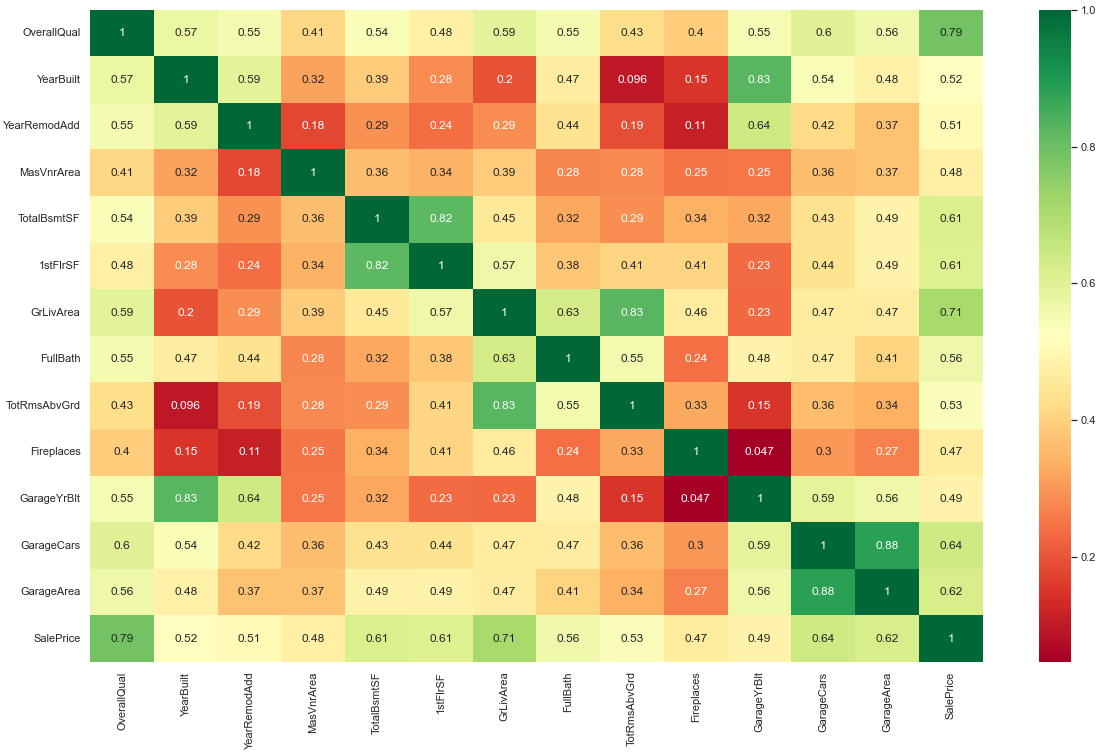 OverallQual 1 0.57 0.55 0.41 0.54 0.48 0.59 0.55 0.43 0.4 0.55 0.6 0.56 0.79
YearBuilt 0.57 1 0.59 0.32 0.39 0.28 0.2 0.47 0.096 0.15 0.83 0.54 0.48 0.52
YearRemodAdd 0.55 0.59 1 0.18 0.29 0.24 0.29 0.44 0.19 0.11 0.64 0.42 0.37 0.51
MasVnrArea 0.41 0.32 0.18 1 0.36 0.34 0.39 0.28 0.28 0.25 0.25 0.36 0.37 0.48
TotalBsmtSF 0.54 0.39 0.29 0.36 1 0.82 0.45 0.32 0.29 0.34 0.32 0.43 0.49 0.61
1stFlrSF 0.48 0.28 0.24 0.34 0.82 1 0.57 0.38 0.41 0.41 0.23 0.44 0.49 0.61
GrLivArea 0.59 0.2 0.29 0.39 0.45 0.57 1 0.63 0.83 0.46 0.23 0.47 0.47 0.71
FullBath 0.55 0.47 0.44 0.28 0.32 0.38 0.63 1 0.55 0.24 0.48 0.47 0.41 0.56
TotRmsAbvGrd 0.43 0.096 0.19 0.28 0.29 0.41 0.83 0.55 1 0.33 0.15 0.36 0.34 0.53
Fireplaces 0.4 0.15 0.11 0.25 0.34 0.41 0.46 0.24 0.33 1 0.047 0.3 0.27 0.47
GarageYrBlt 0.55 0.83 0.64 0.25 0.32 0.23 0.23 0.48 0.15 0.047 1 0.59 0.56 0.49
GarageCars 0.6 0.54 0.42 0.36 0.43 0.44 0.47 0.47 0.36 0.3 0.59 1 0.88 0.64
GarageArea 0.56 0.48 0.37 0.37 0.49 0.49 0.47 0.41 0.34 0.27 0.56 0.88 1 0.62
SalePrice 0.79 0.52 0.51 0.48 0.61 0.61 0.71 0.56 0.53 0.47 0.49 0.64 0.62 1
OverallQual
YearBuilt
YearRemodAdd
MasVnrArea
TotalBsmtSF
1stFlrSF
GrLivArea
FullBath
TotRmsAbvGrd
Fireplaces
GarageYrBlt
GarageCars
GarageArea
SalePrice
1.0
0.8
0.6
0.4
0.2